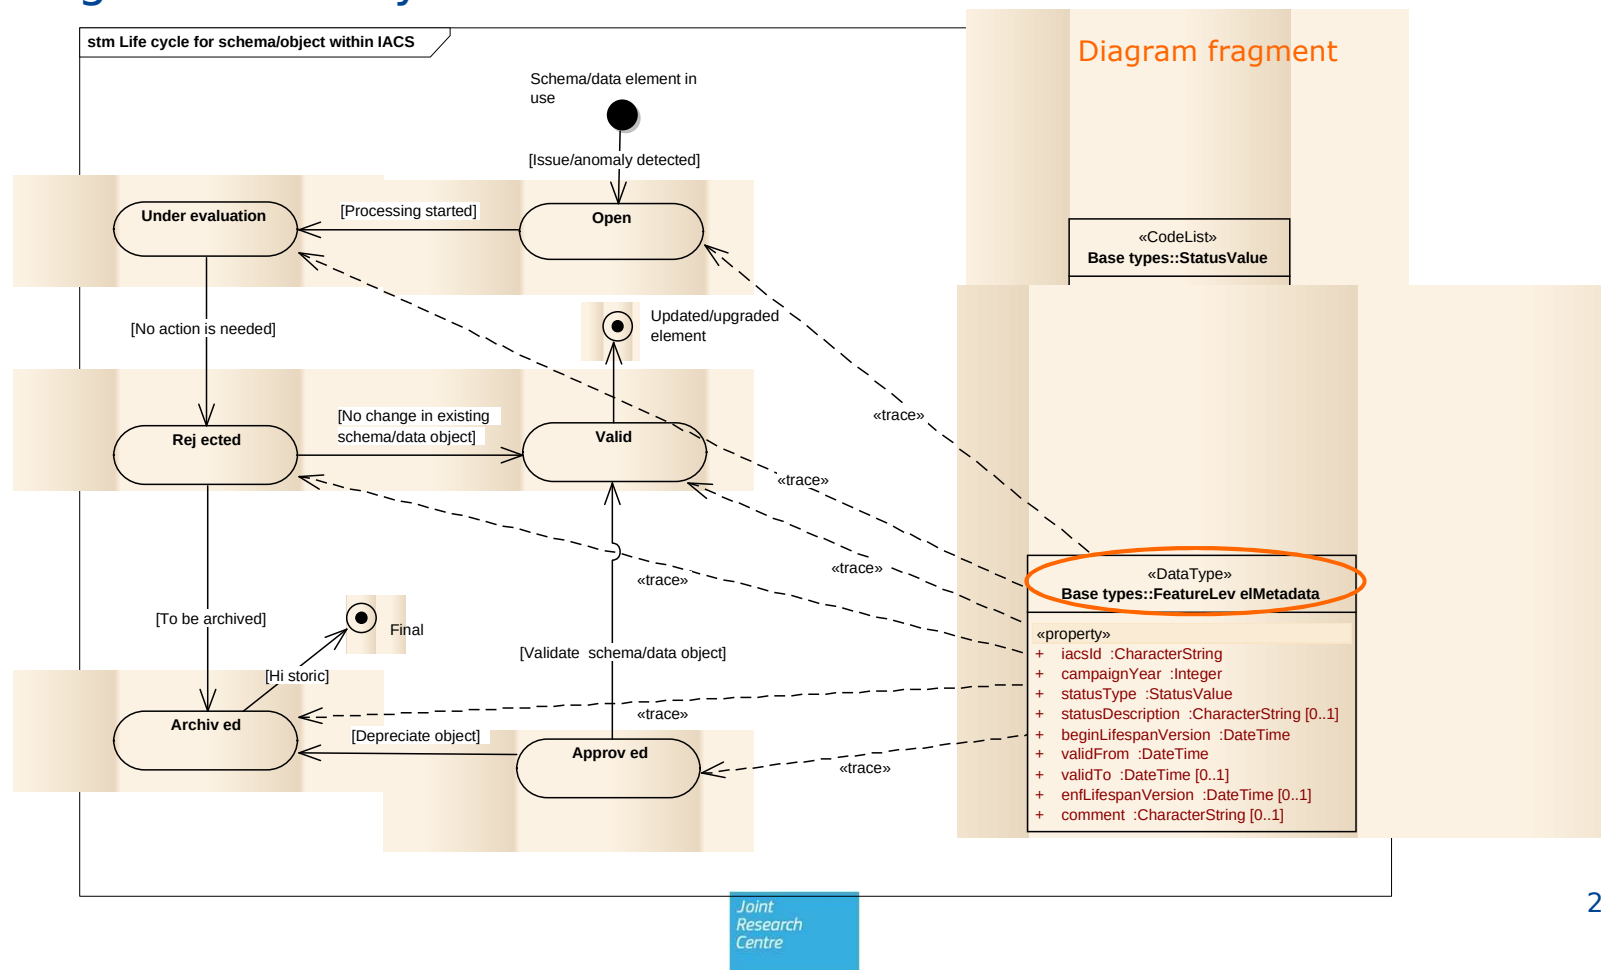 stm Life cycle for schema/object within IACS
Diagram fragment
Schema/data element in
use
[Issue/anomaly detected]
Under evaluation
[Processing started]
Open
«CodeList»
Base types::StatusValue
[No action is needed]
Updated/upgraded
element
[No change in existing
schema/data object]
Rej ected
Valid
«trace»
«trace»
«trace»
«trace»
«DataType»
Base types::FeatureLev elMetadata
[To be archived]
Final
[Validate schema/data object]
[Hi storic]
«property»
+ iacsId :CharacterString
+ campaignYear :Integer
+ statusType :StatusValue
+ statusDescription :CharacterString [0..1]
+ beginLifespanVersion :DateTime
+ validFrom :DateTime
+ validTo :DateTime [0..1]
+ enfLifespanVersion :DateTime [0..1]
+ comment :CharacterString [0..1]
Archiv ed
«trace»
[Depreciate object]
Approv ed
«trace»
Joint
Research
Centre
2